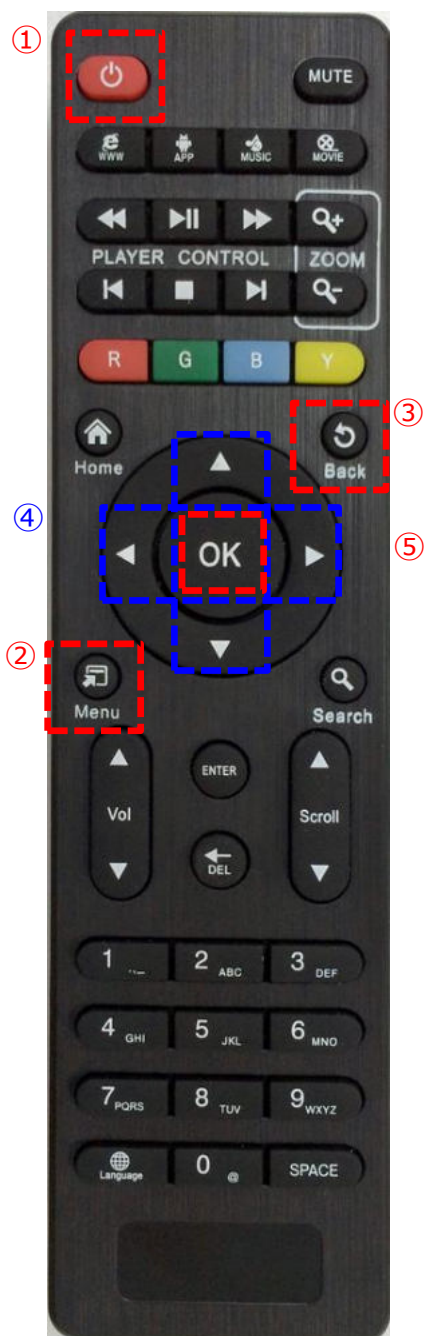 ①
MUTE
WWW APP MUSIC MOVIE
PLAYER CONTROL ZOOM
R G B Y
③
Home Back
④ OK ⑤
②
Menu Search
ENTER
Vol Scroll
DEL
1 .,_ 2 ABC 3 DEF
4 GHI 5 JKL 6 MNO
7 PQRS 8 TUV 9 WXYZ
Language 0 @ SPACE